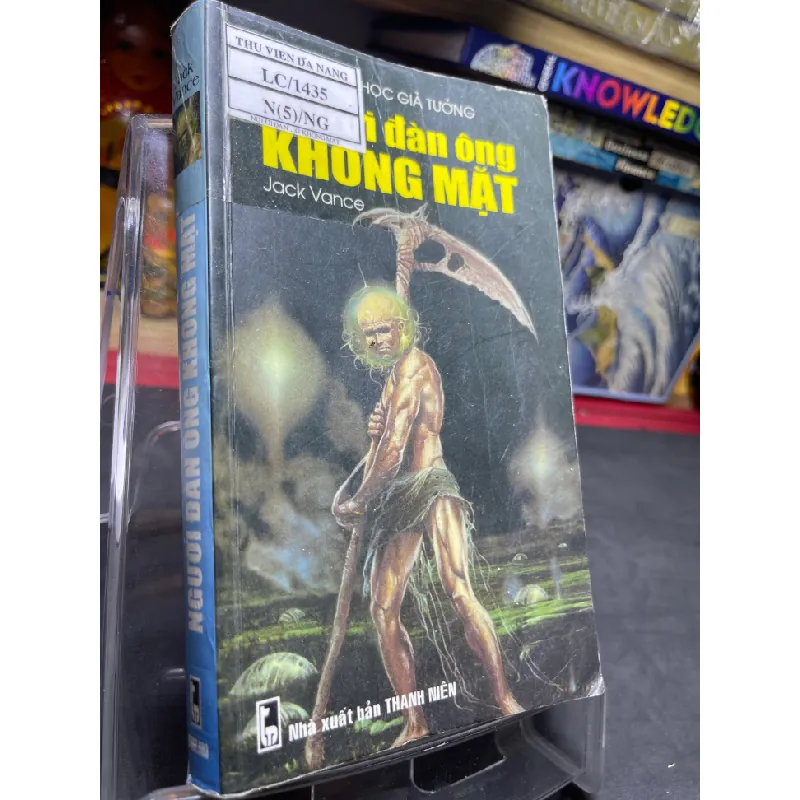 THU VIEN DA NANG
LC/1435
N(5)/NG
HỌC GIẢ TƯỞNG
đàn ông
KHÔNG MẶT
Jack Vance
Nhà xuất bản THANH NIÊN
Vance
NGƯỜI ĐÀN ÔNG KHÔNG MẶT
KNOWLEDG